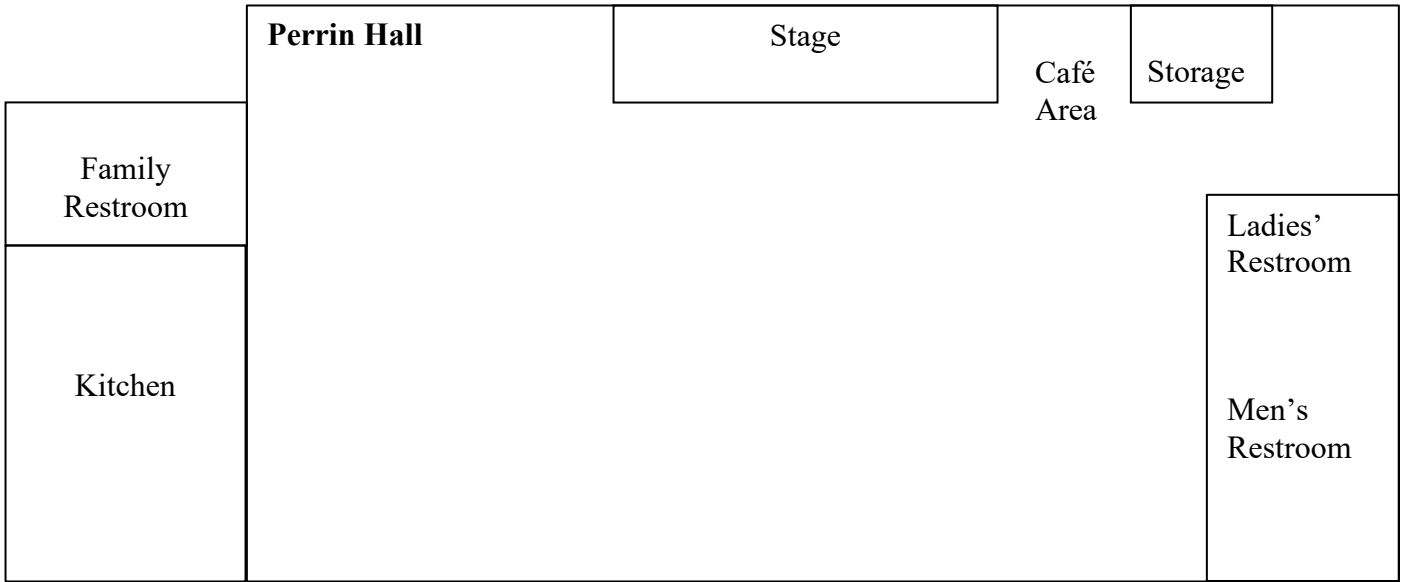 Perrin Hall
Stage
Café
Area
Storage
Family
Restroom
Ladies’
Restroom
Kitchen
Men’s
Restroom